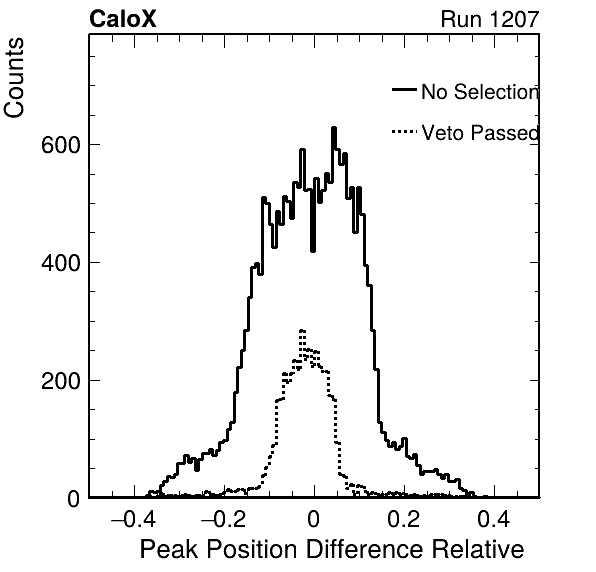 CaloX Run 1207
Counts
No Selection
Veto Passed
600
400
200
0
−0.4 −0.2 0 0.2 0.4
Peak Position Difference Relative